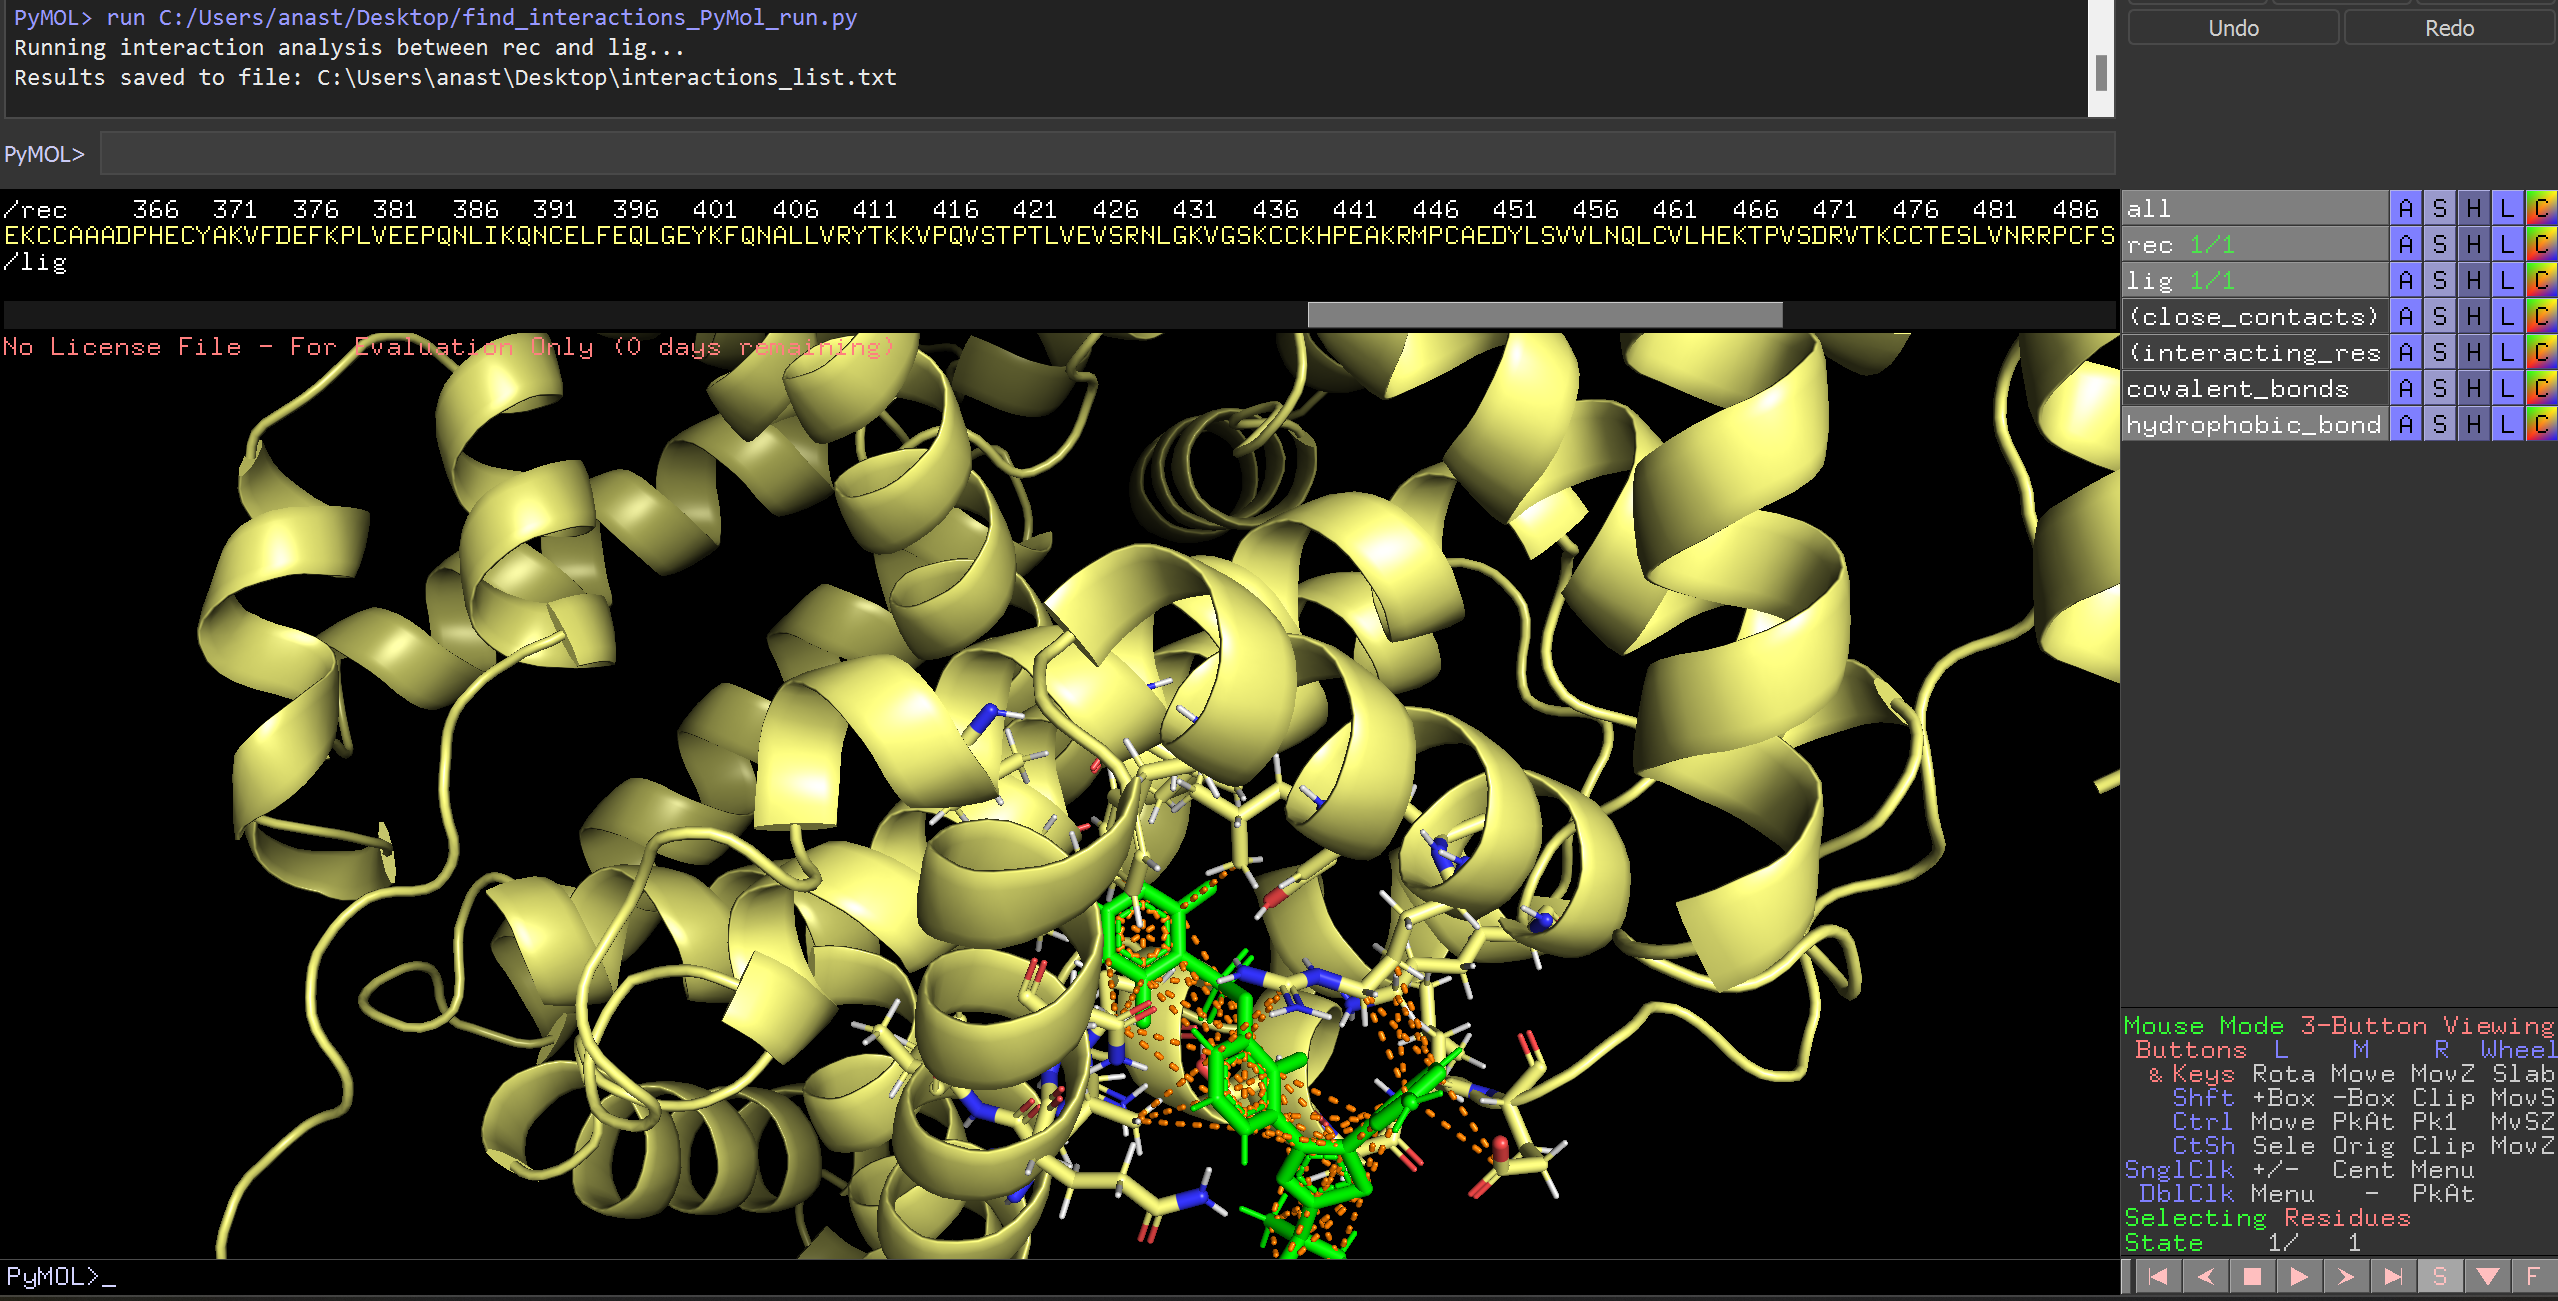 PyMOL> run C:/Users/anast/Desktop/find_interactions_PyMol_run.py
Running interaction analysis between rec and lig...
Results saved to file: C:\Users\anast\Desktop\interactions_list.txt
Undo Redo
PyMOL>
/rec 366 371 376 381 386 391 396 401 406 411 416 421 426 431 436 441 446 451 456 461 466 471 476 481 486
EKCCAAADPHECYAKVFDEFKPLVEEPQNLIKQNCELFEQLGEYKFQNALLVRYTKKVPQVSTPTLVEVSRNLGKVGSKCCKHPEAKRMPCAEDYLSVVLNQLCVLHEKTPVSDRVTKCCTESLVNRRPCFS
/lig
No License File - For Evaluation Only (0 days remaining)
all A S H L C
rec 1/1 A S H L C
lig 1/1 A S H L C
(close_contacts) A S H L C
(interacting_res A S H L C
covalent_bonds A S H L C
hydrophobic_bond A S H L C
Mouse Mode 3-Button Viewing
Buttons L M R Wheel
& Keys Rota Move MovZ Slab
Shft +Box -Box Clip MovS
Ctrl Move PkAt Pk1 MvSZ
CtSh Sele Orig Clip MovZ
SnglClk +/- Cent Menu
DblClk Menu - PkAt
Selecting Residues
State 1/ 1
PyMOL>_
S F